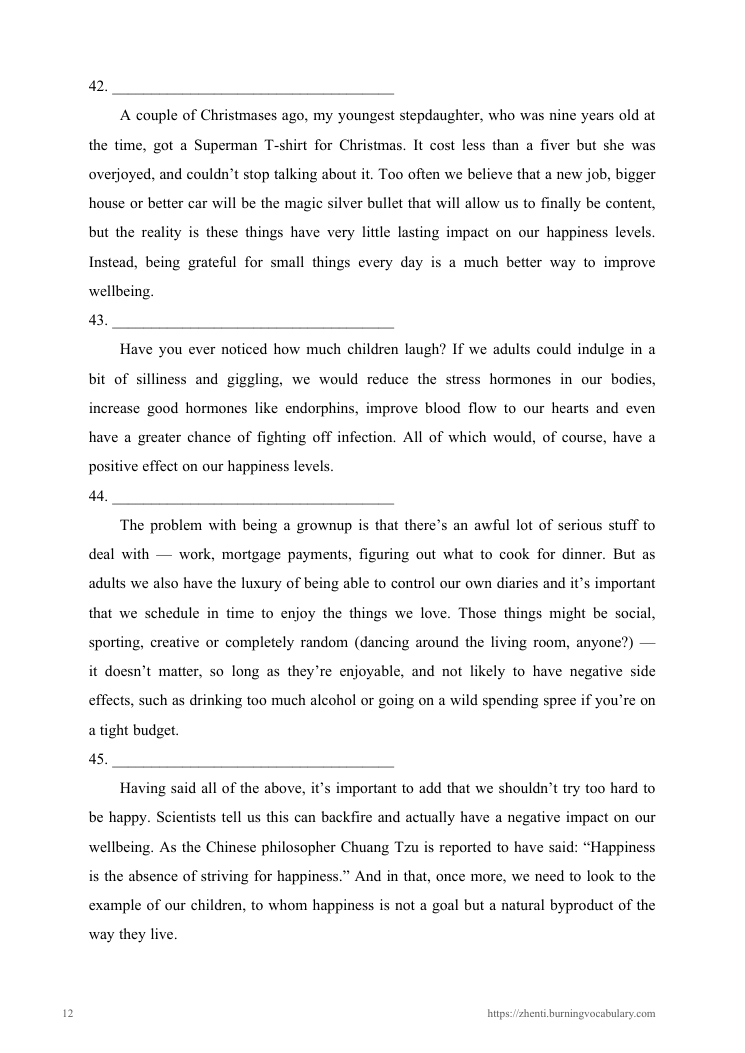 42. ____________________________________
A couple of Christmases ago, my youngest stepdaughter, who was nine years old at
the time, got a Superman T-shirt for Christmas. It cost less than a fiver but she was
overjoyed, and couldn’t stop talking about it. Too often we believe that a new job, bigger
house or better car will be the magic silver bullet that will allow us to finally be content,
but the reality is these things have very little lasting impact on our happiness levels.
Instead, being grateful for small things every day is a much better way to improve
wellbeing.
43. ____________________________________
Have you ever noticed how much children laugh? If we adults could indulge in a
bit of silliness and giggling, we would reduce the stress hormones in our bodies,
increase good hormones like endorphins, improve blood flow to our hearts and even
have a greater chance of fighting off infection. All of which would, of course, have a
positive effect on our happiness levels.
44. ____________________________________
The problem with being a grownup is that there’s an awful lot of serious stuff to
deal with — work, mortgage payments, figuring out what to cook for dinner. But as
adults we also have the luxury of being able to control our own diaries and it’s important
that we schedule in time to enjoy the things we love. Those things might be social,
sporting, creative or completely random (dancing around the living room, anyone?) —
it doesn’t matter, so long as they’re enjoyable, and not likely to have negative side
effects, such as drinking too much alcohol or going on a wild spending spree if you’re on
a tight budget.
45. ____________________________________
Having said all of the above, it’s important to add that we shouldn’t try too hard to
be happy. Scientists tell us this can backfire and actually have a negative impact on our
wellbeing. As the Chinese philosopher Chuang Tzu is reported to have said: “Happiness
is the absence of striving for happiness.” And in that, once more, we need to look to the
example of our children, to whom happiness is not a goal but a natural byproduct of the
way they live.
12 https://zhenti.burningvocabulary.com